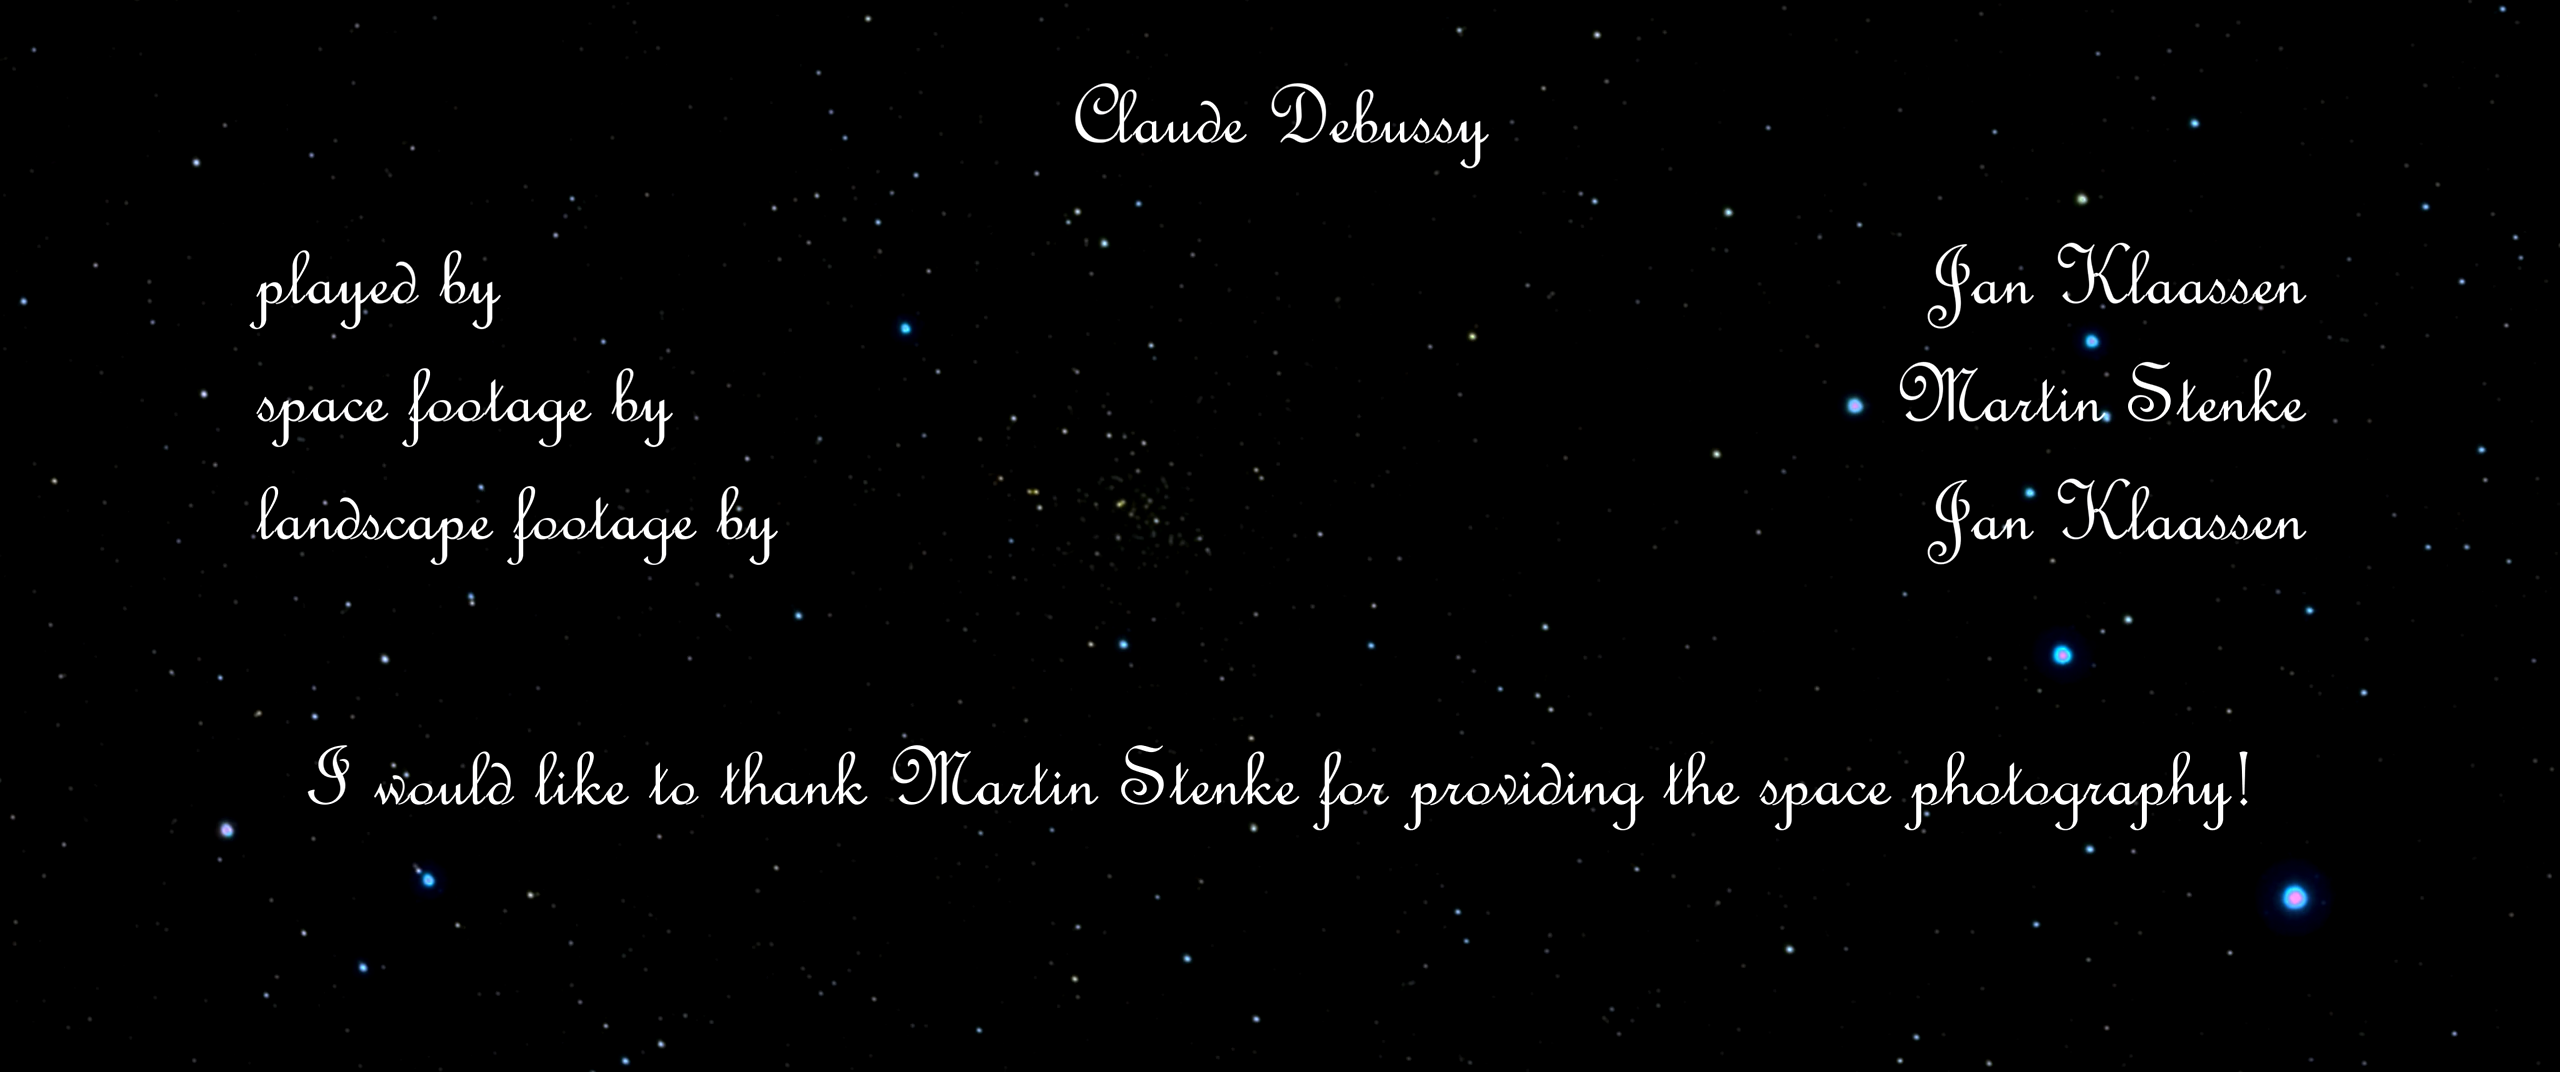 Claude Debussy
played by Jan Klaassen
space footage by Martin Stenke
landscape footage by Jan Klaassen
I would like to thank Martin Stenke for providing the space photography!